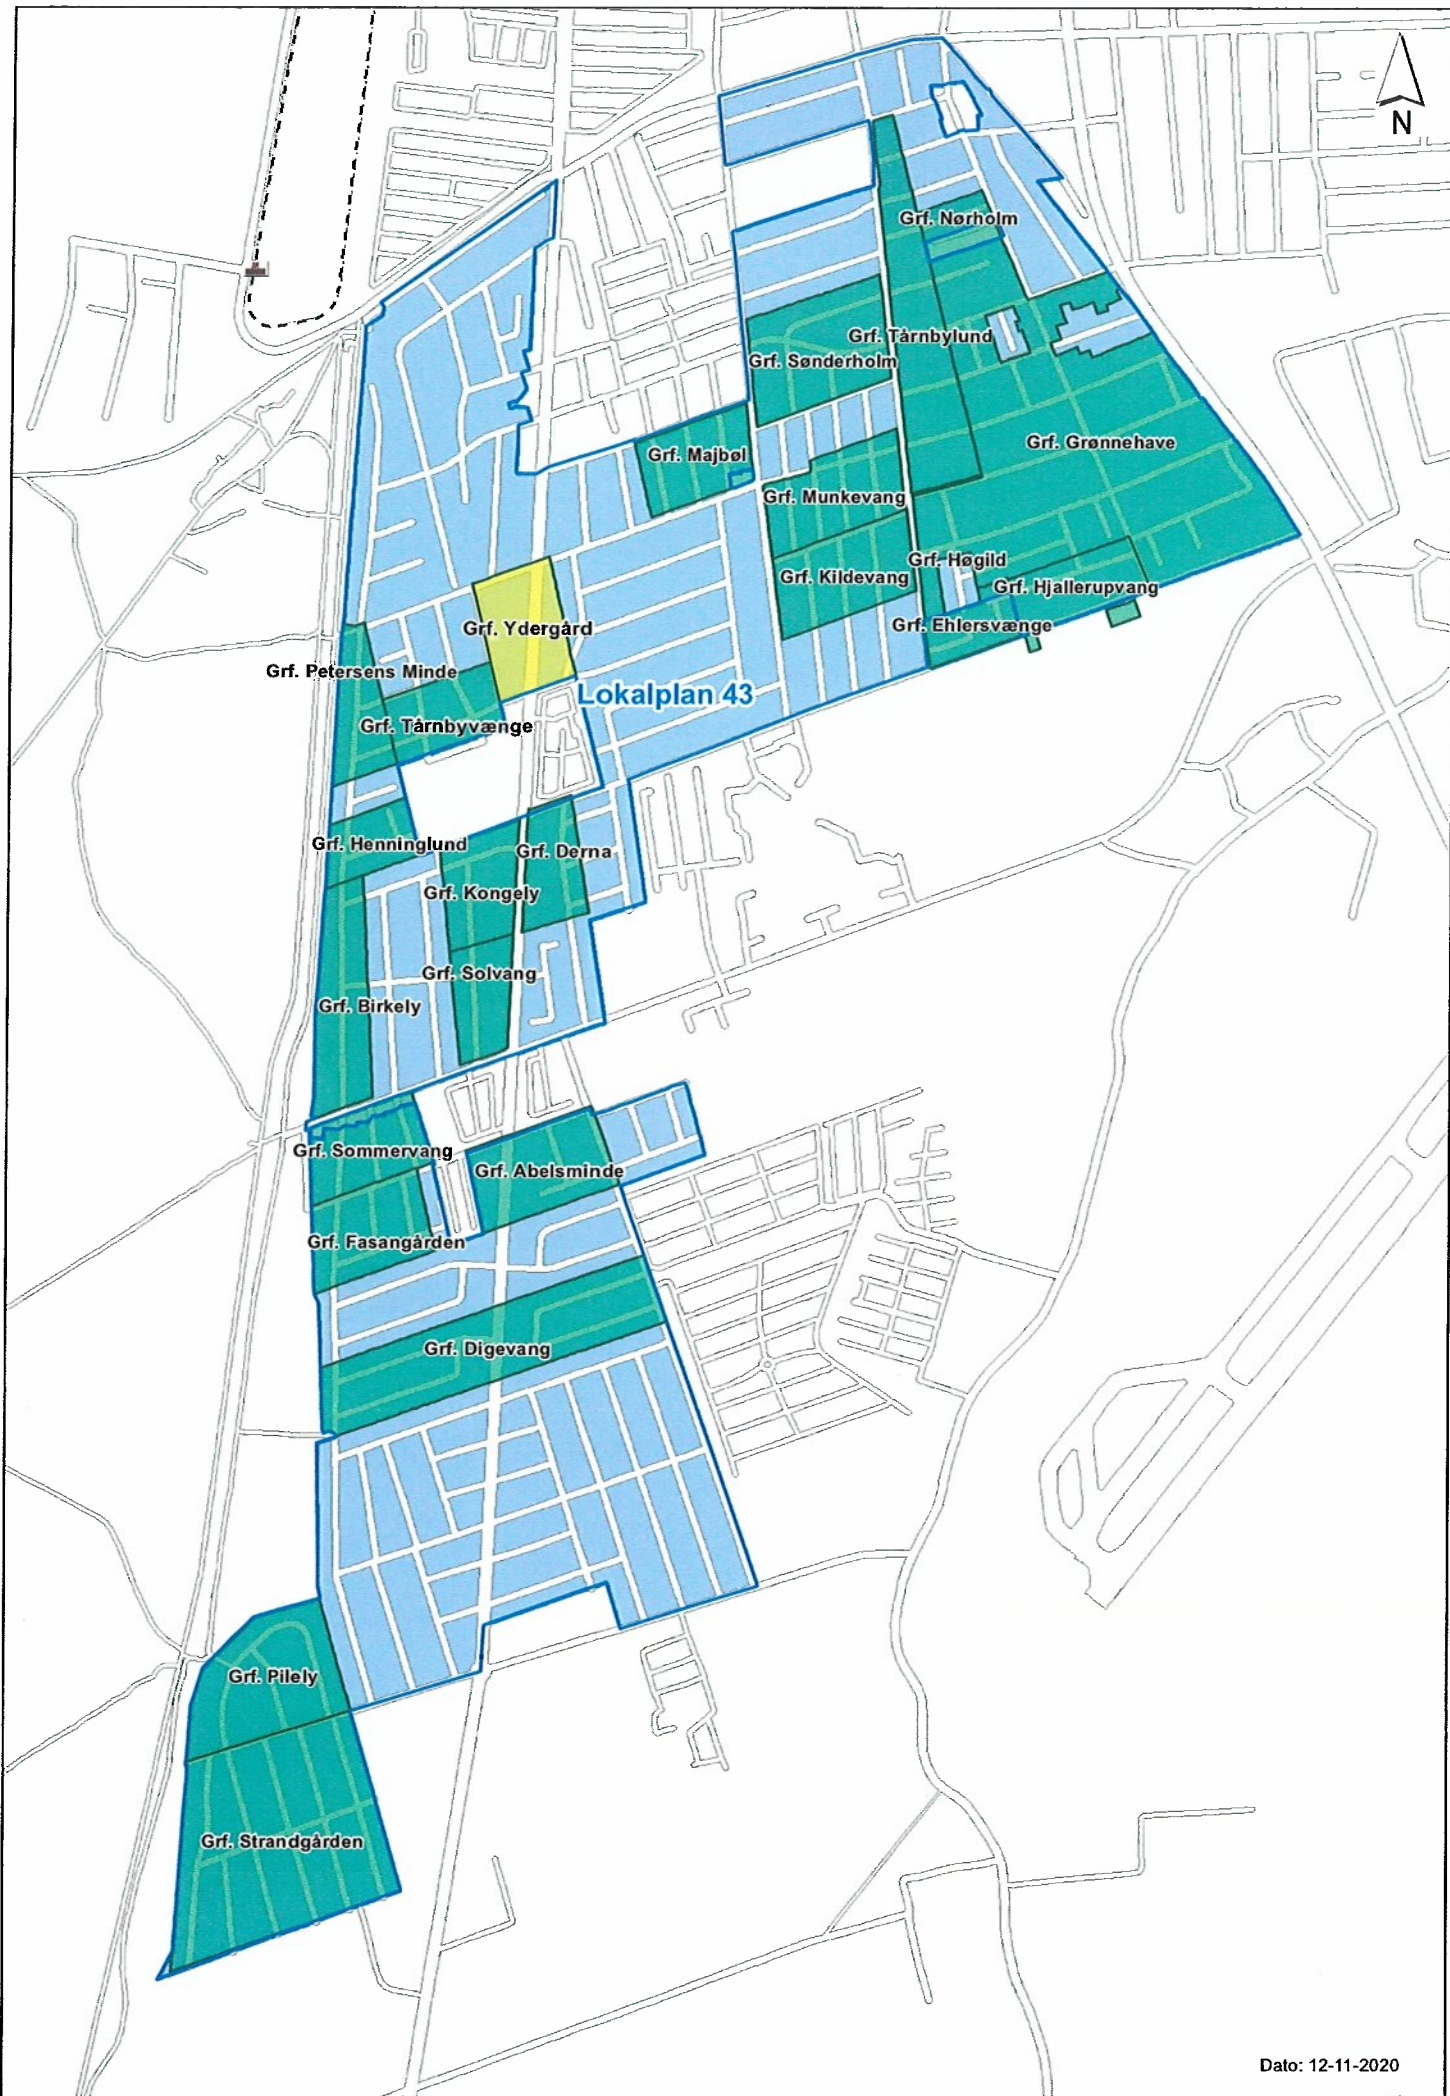 N
Grf. Nørholm
Grf. Tårnbylund
Grf. Sønderholm
Grf. Grønnehave
Grf. Majbøl
Grf. Munkevang
Grf. Høgild
Grf. Kildevang
Grf. Hjallerupvang
Grf. Ydergård
Grf. Ehlersvænge
Grf. Petersens Minde
Lokalplan 43
Grf. Tårnbyvænge
Grf. Henninglund
Grf. Derna
Grf. Kongely
Grf. Solvang
Grf. Birkely
Grf. Sommervang
Grf. Abelsminde
Grf. Fasangården
Grf. Digevang
Grf. Pilely
Grf. Strandgården
Dato: 12-11-2020